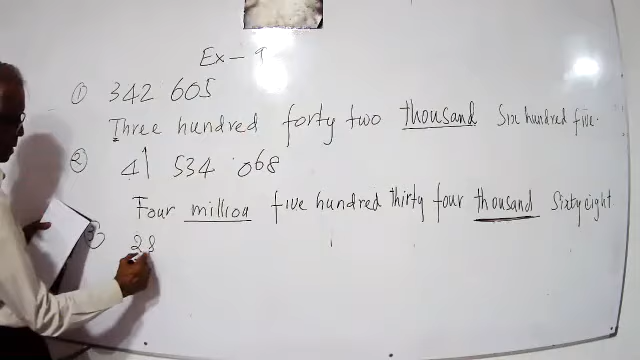 Ex - 9
① 342 605
Three hundred forty two thousand Six hundred five.
② 41 534 068
Four million five hundred thirty four thousand Sixty eight
③ 28